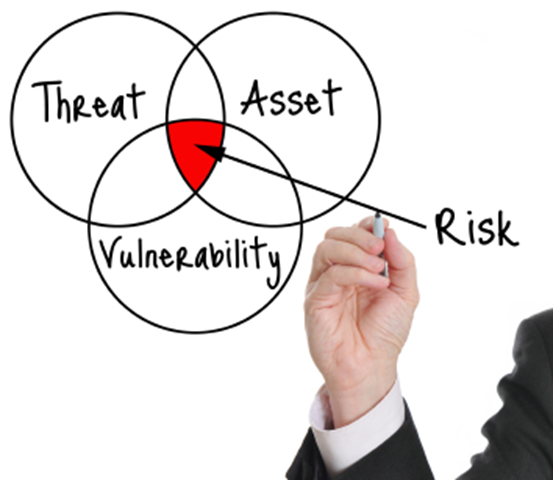 Threat
Asset
Vulnerability
Risk